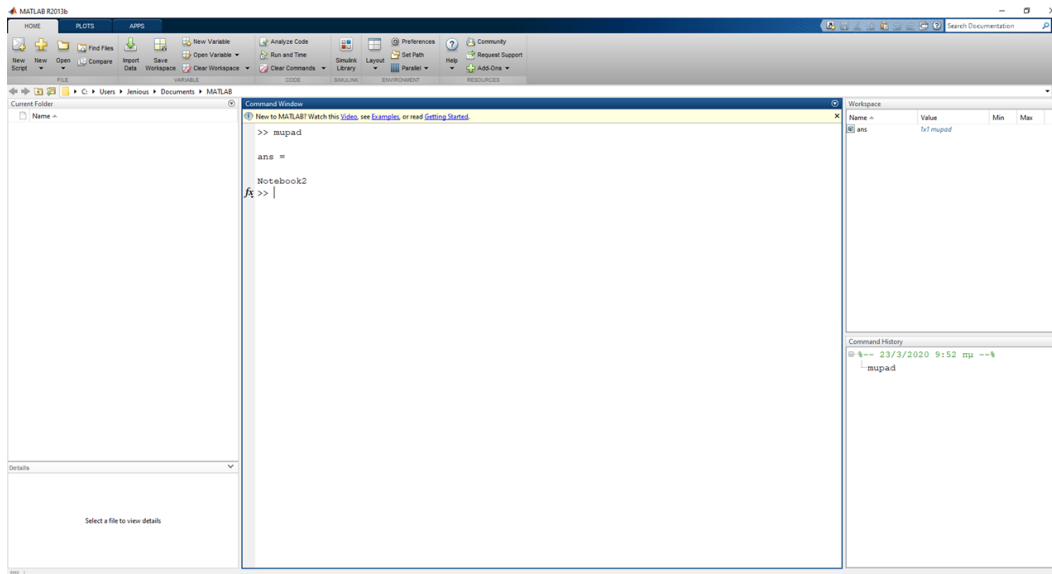 MATLAB R2013b
HOME PLOTS APPS
Search Documentation
New Script
New
Open
Find Files
Compare
Import Data
Save Workspace
New Variable
Open Variable
Clear Workspace
Analyze Code
Run and Time
Clear Commands
Simulink Library
Layout
Preferences
Set Path
Parallel
Help
Community
Request Support
Add-Ons
FILE VARIABLE CODE SIMULINK ENVIRONMENT RESOURCES
C: Users Jenious Documents MATLAB
Current Folder
Name
Details
Select a file to view details
Command Window
New to MATLAB? Watch this Video, see Examples, or read Getting Started.
>> mupad
ans =
Notebook2
fx >>
Workspace
Name Value Min Max
ans 1x1 mupad
Command History
%-- 23/3/2020 9:52 πμ --%
mupad